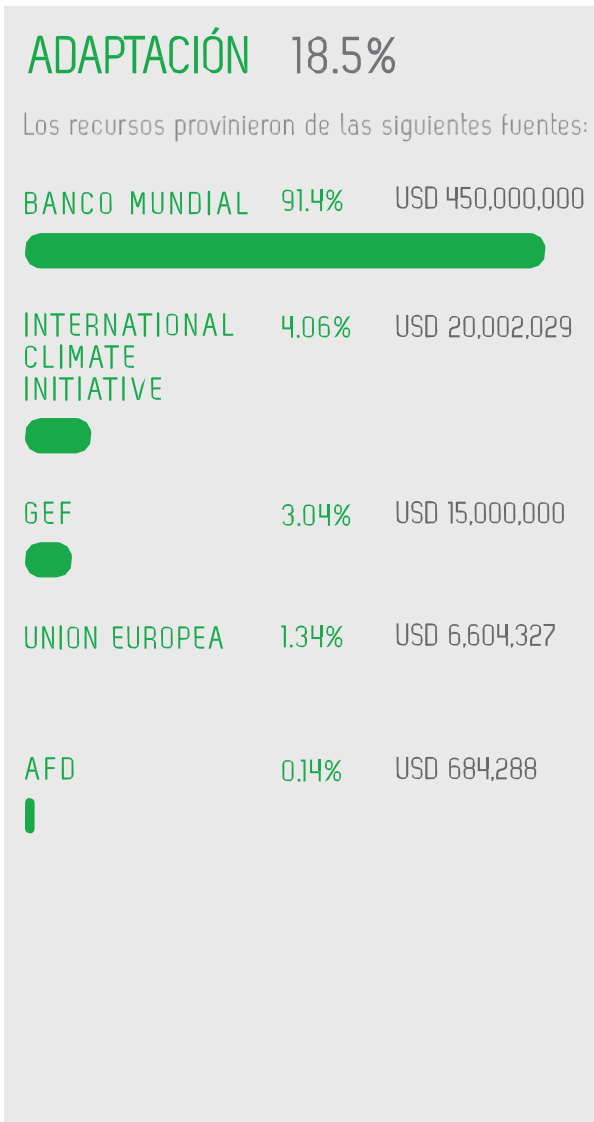 ADAPTACIÓN 18.5%
Los recursos provinieron de las siguientes fuentes:
BANCO MUNDIAL 91.4% USD 450,000,000
INTERNATIONAL 4.06% USD 20,002,029
CLIMATE
INITIATIVE
GEF 3.04% USD 15,000,000
UNION EUROPEA 1.34% USD 6,604,327
AFD 0.14% USD 684,288